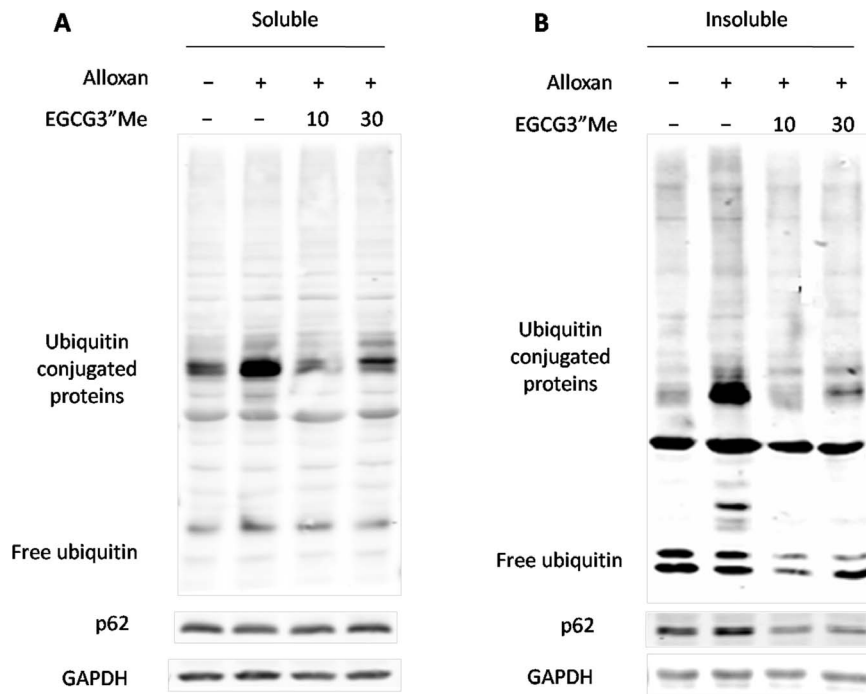 A
Soluble
Alloxan – + + +
EGCG3”Me – – 10 30
Ubiquitin
conjugated
proteins
Free ubiquitin
p62
GAPDH
B
Insoluble
Alloxan – + + +
EGCG3”Me – – 10 30
Ubiquitin
conjugated
proteins
Free ubiquitin
p62
GAPDH